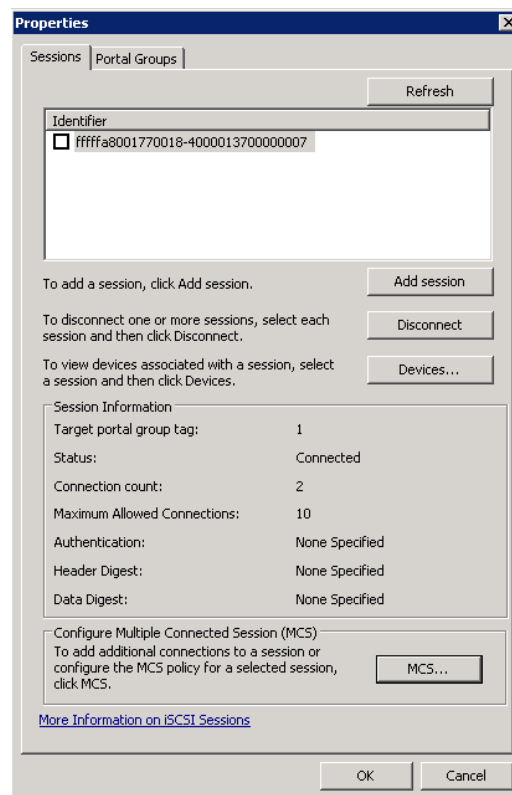 Properties
Sessions
Portal Groups
Refresh
Identifier
fffffa8001770018-4000013700000007
To add a session, click Add session.
Add session
To disconnect one or more sessions, select each
session and then click Disconnect.
Disconnect
To view devices associated with a session, select
a session and then click Devices.
Devices...
Session Information
Target portal group tag: 1
Status: Connected
Connection count: 2
Maximum Allowed Connections: 10
Authentication: None Specified
Header Digest: None Specified
Data Digest: None Specified
Configure Multiple Connected Session (MCS)
To add additional connections to a session or
configure the MCS policy for a selected session,
click MCS.
MCS...
More Information on iSCSI Sessions
OK
Cancel